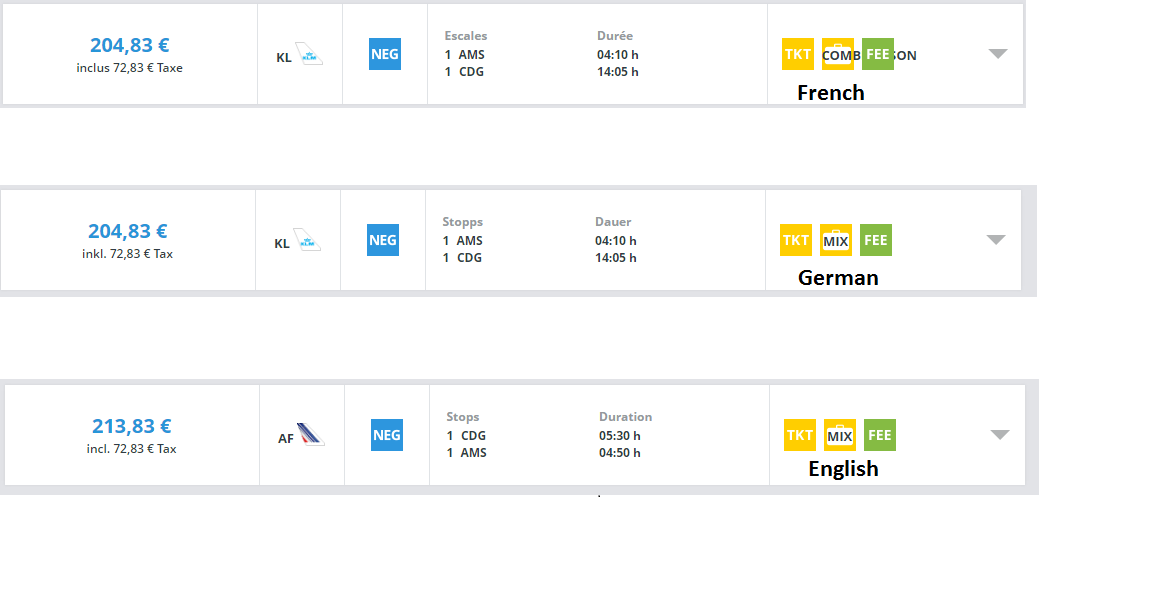 204,83 €
inclus 72,83 € Taxe
KL KLM
NEG
Escales Durée
1 AMS 04:10 h
1 CDG 14:05 h
TKT COMB FEE SON
French
204,83 €
inkl. 72,83 € Tax
KL KLM
NEG
Stopps Dauer
1 AMS 04:10 h
1 CDG 14:05 h
TKT MIX FEE
German
213,83 €
incl. 72,83 € Tax
AF
NEG
Stops Duration
1 CDG 05:30 h
1 AMS 04:50 h
TKT MIX FEE
English